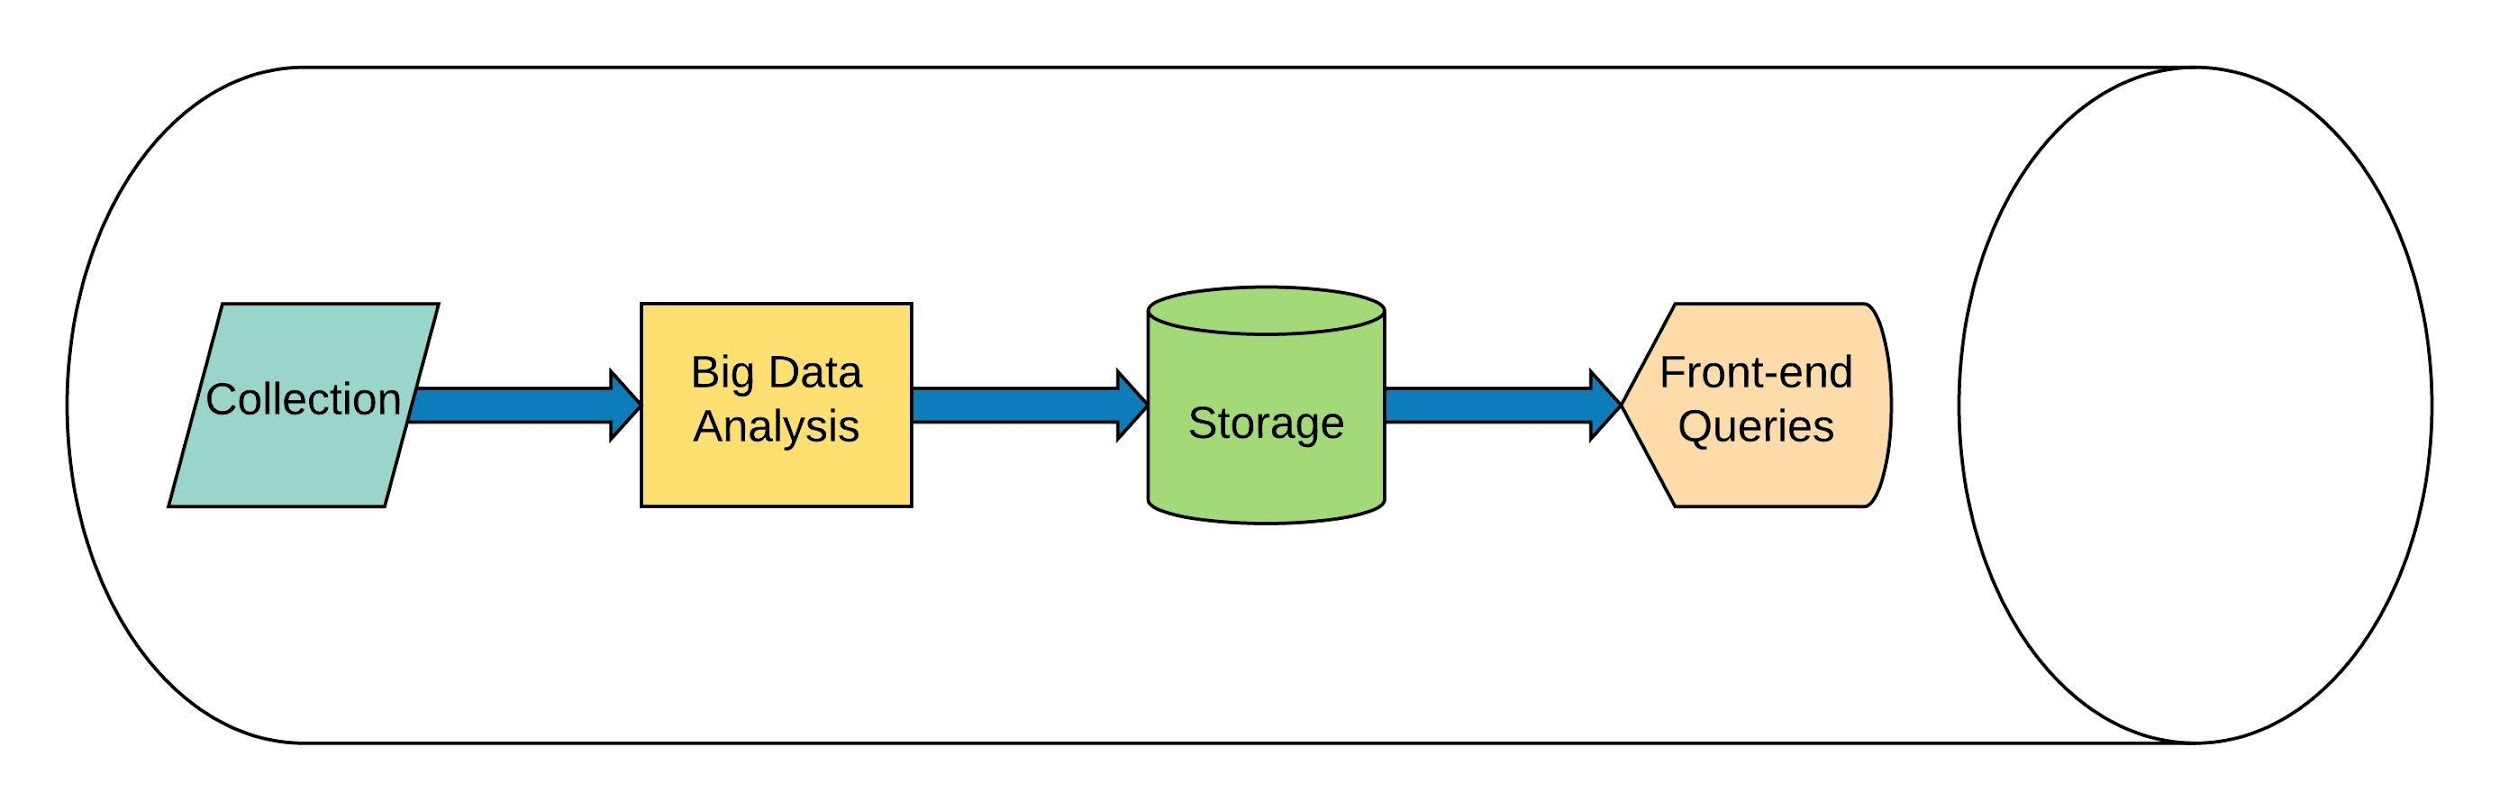 Collection
Big Data
Analysis
Storage
Front-end
Queries